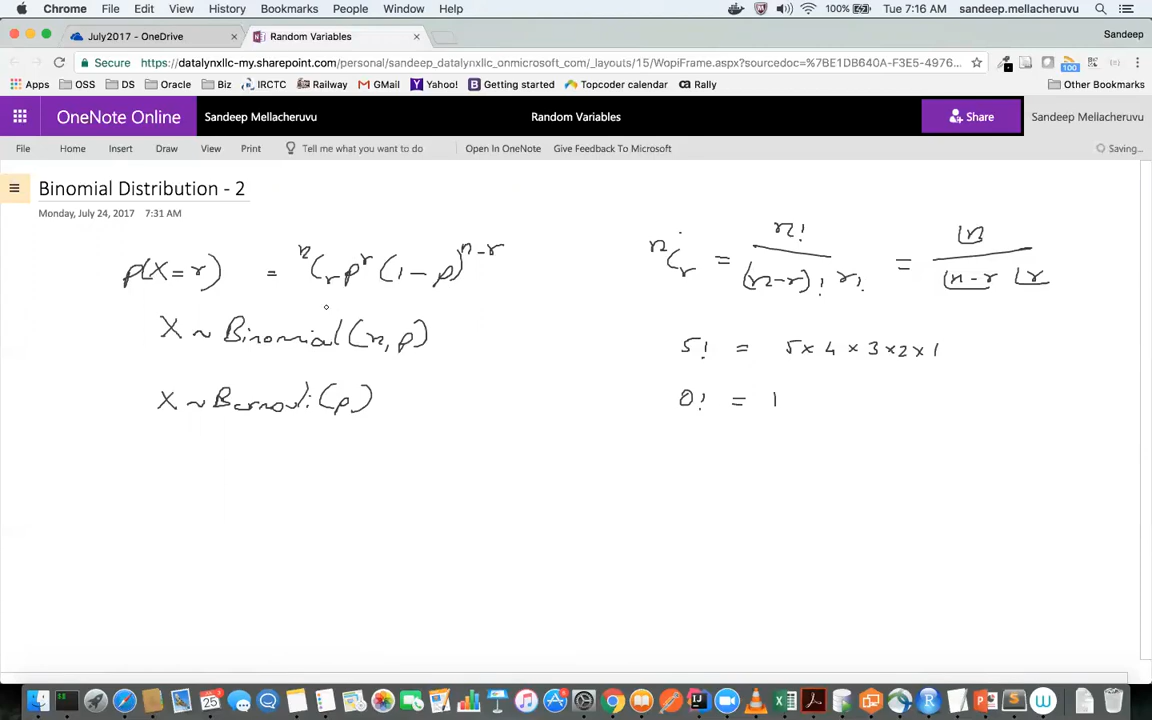 Chrome File Edit View History Bookmarks People Window Help 100% Tue 7:16 AM sandeep.mellacheruvu
July2017 - OneDrive × Random Variables × Sandeep
Secure https://datalynxllc-my.sharepoint.com/personal/sandeep_datalynxllc_onmicrosoft_com/_layouts/15/WopiFrame.aspx?sourcedoc=%7BE1DB640A-F3E5-4976...
Apps OSS DS Oracle Biz IRCTC Railway GMail Yahoo! Getting started Topcoder calendar Rally Other Bookmarks
OneNote Online Sandeep Mellacheruvu Random Variables Share Sandeep Mellacheruvu
File Home Insert Draw View Print Tell me what you want to do Open In OneNote Give Feedback To Microsoft Saving...
Binomial Distribution - 2
Monday, July 24, 2017 7:31 AM
p(X=r) = ⁿCᵣ pʳ (1-p)ⁿ⁻ʳ
X ~ Binomial(n, p)
X ~ Bernouli(p)
ⁿCᵣ = n! / (n-r)! r! = |n / |n-r |r
5! = 5 × 4 × 3 × 2 × 1
0! = 1